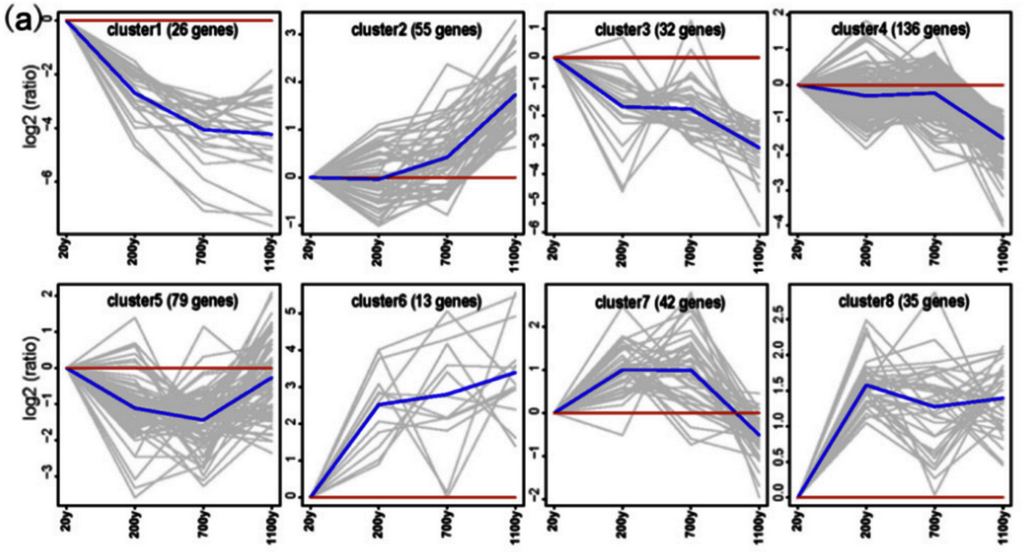 (a)
cluster1 (26 genes)
cluster2 (55 genes)
cluster3 (32 genes)
cluster4 (136 genes)
log2 (ratio)
0
-2
-4
-6
3
2
1
0
-1
1
0
-1
-2
-3
-4
-5
-6
2
1
0
-1
-2
-3
-4
20y 200y 700y 1100y
20y 200y 700y 1100y
20y 200y 700y 1100y
20y 200y 700y 1100y
cluster5 (79 genes)
cluster6 (13 genes)
cluster7 (42 genes)
cluster8 (35 genes)
log2 (ratio)
2
1
0
-1
-2
-3
5
4
3
2
1
0
2
1
0
-1
-2
2.5
2.0
1.5
1.0
0.5
0.0
20y 200y 700y 1100y
20y 200y 700y 1100y
20y 200y 700y 1100y
20y 200y 700y 1100y